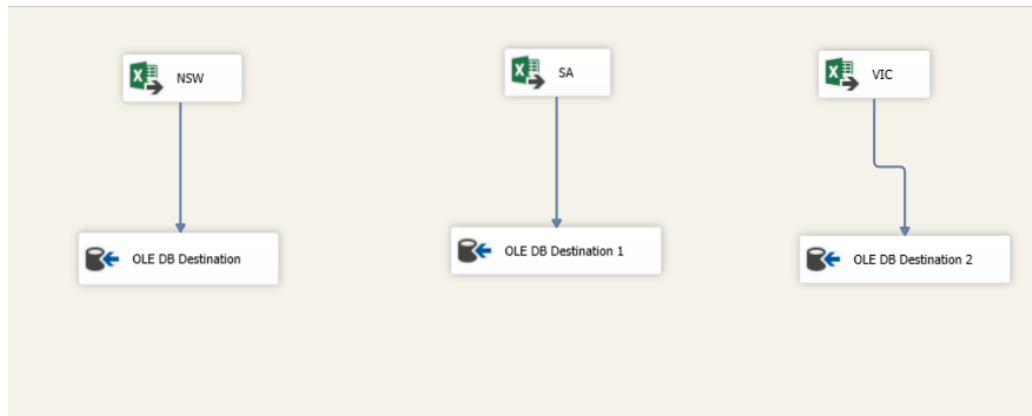 NSW
SA
VIC
OLE DB Destination
OLE DB Destination 1
OLE DB Destination 2